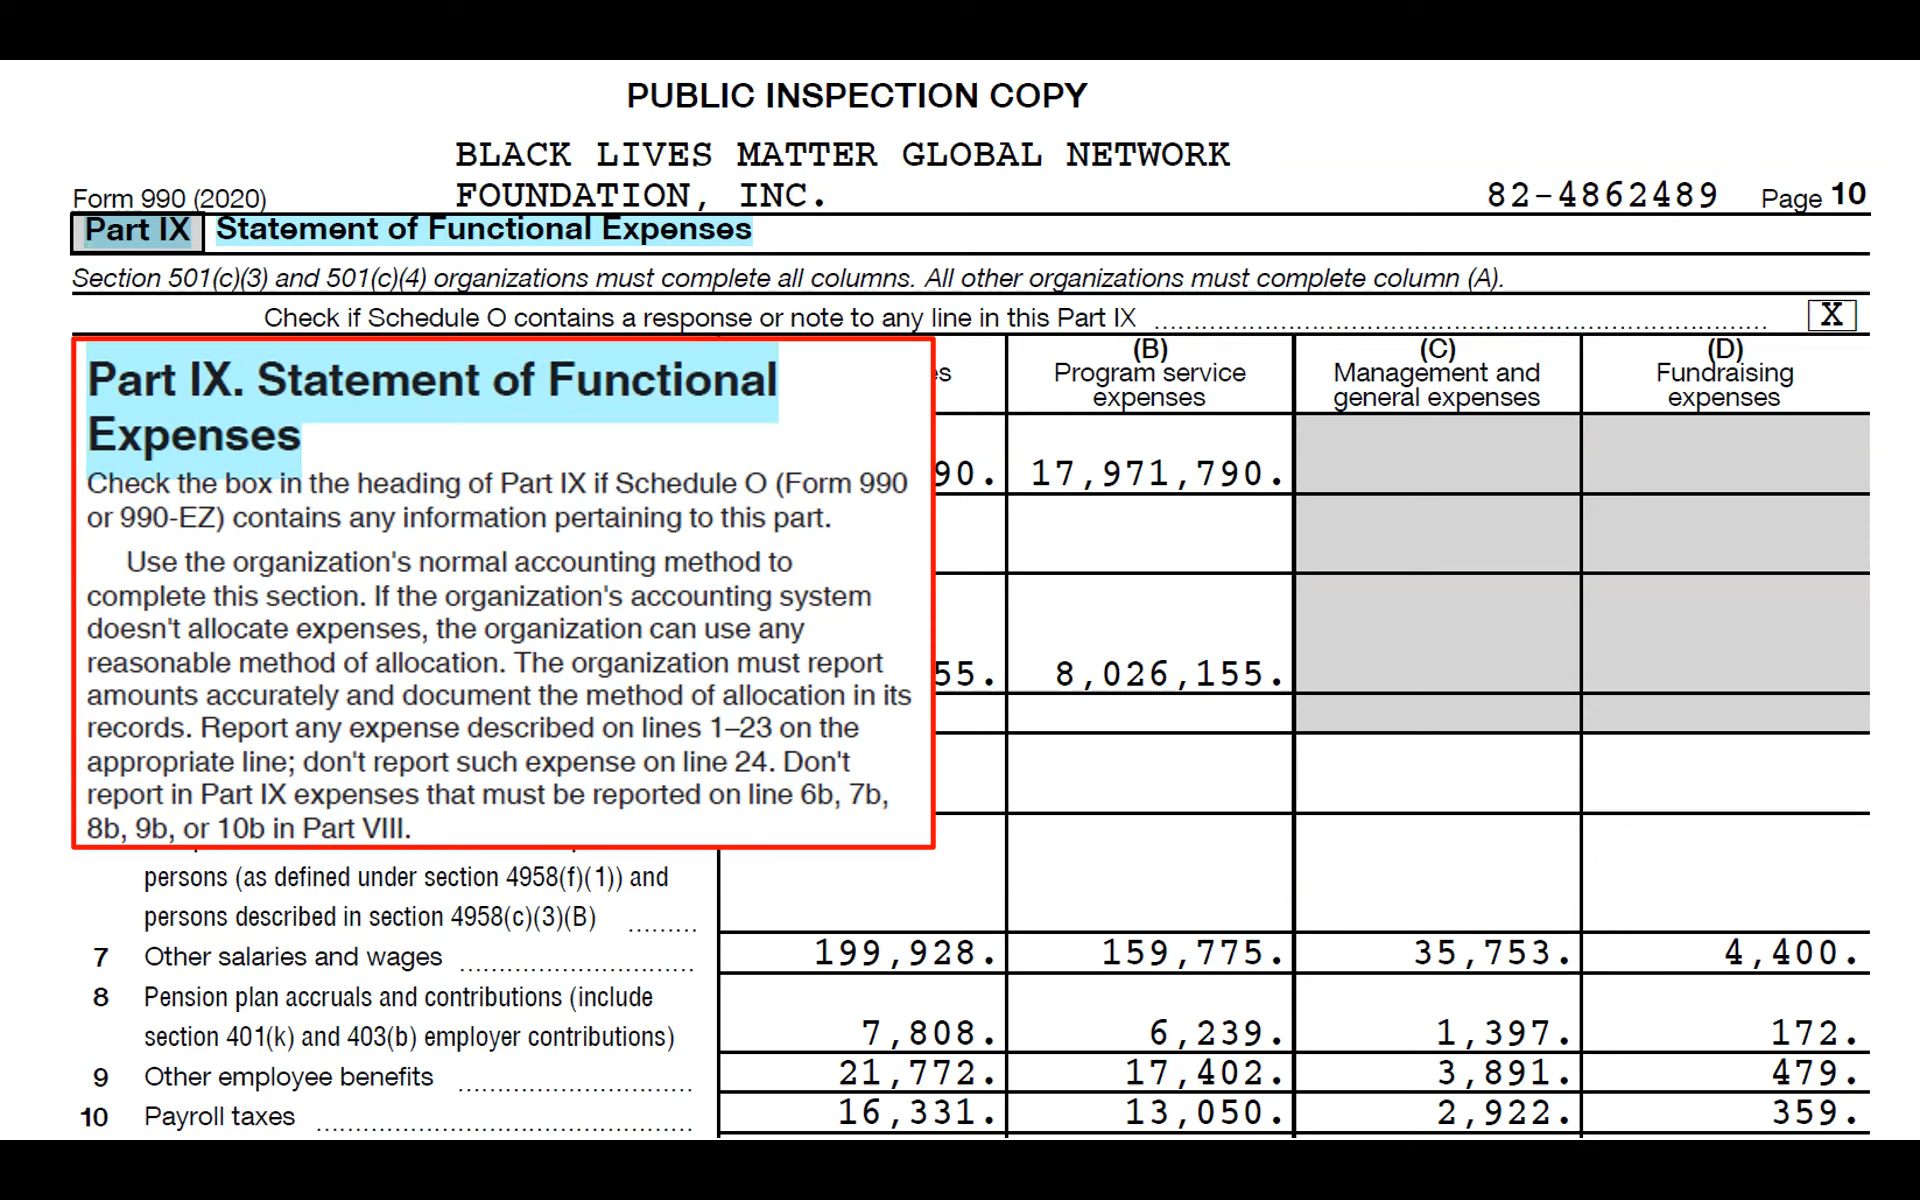 PUBLIC INSPECTION COPY
BLACK LIVES MATTER GLOBAL NETWORK
Form 990 (2020) FOUNDATION, INC. 82-4862489 Page 10
Part IX Statement of Functional Expenses
Section 501(c)(3) and 501(c)(4) organizations must complete all columns. All other organizations must complete column (A).
Check if Schedule O contains a response or note to any line in this Part IX X
(B) (C) (D)
Program service Management and Fundraising
expenses general expenses expenses
Part IX. Statement of Functional
Expenses
Check the box in the heading of Part IX if Schedule O (Form 990
or 990-EZ) contains any information pertaining to this part.
Use the organization's normal accounting method to
complete this section. If the organization's accounting system
doesn't allocate expenses, the organization can use any
reasonable method of allocation. The organization must report
amounts accurately and document the method of allocation in its
records. Report any expense described on lines 1–23 on the
appropriate line; don't report such expense on line 24. Don't
report in Part IX expenses that must be reported on line 6b, 7b,
8b, 9b, or 10b in Part VIII.
90. 17,971,790.
55. 8,026,155.
persons (as defined under section 4958(f)(1)) and
persons described in section 4958(c)(3)(B)
7 Other salaries and wages 199,928. 159,775. 35,753. 4,400.
8 Pension plan accruals and contributions (include
section 401(k) and 403(b) employer contributions) 7,808. 6,239. 1,397. 172.
9 Other employee benefits 21,772. 17,402. 3,891. 479.
10 Payroll taxes 16,331. 13,050. 2,922. 359.